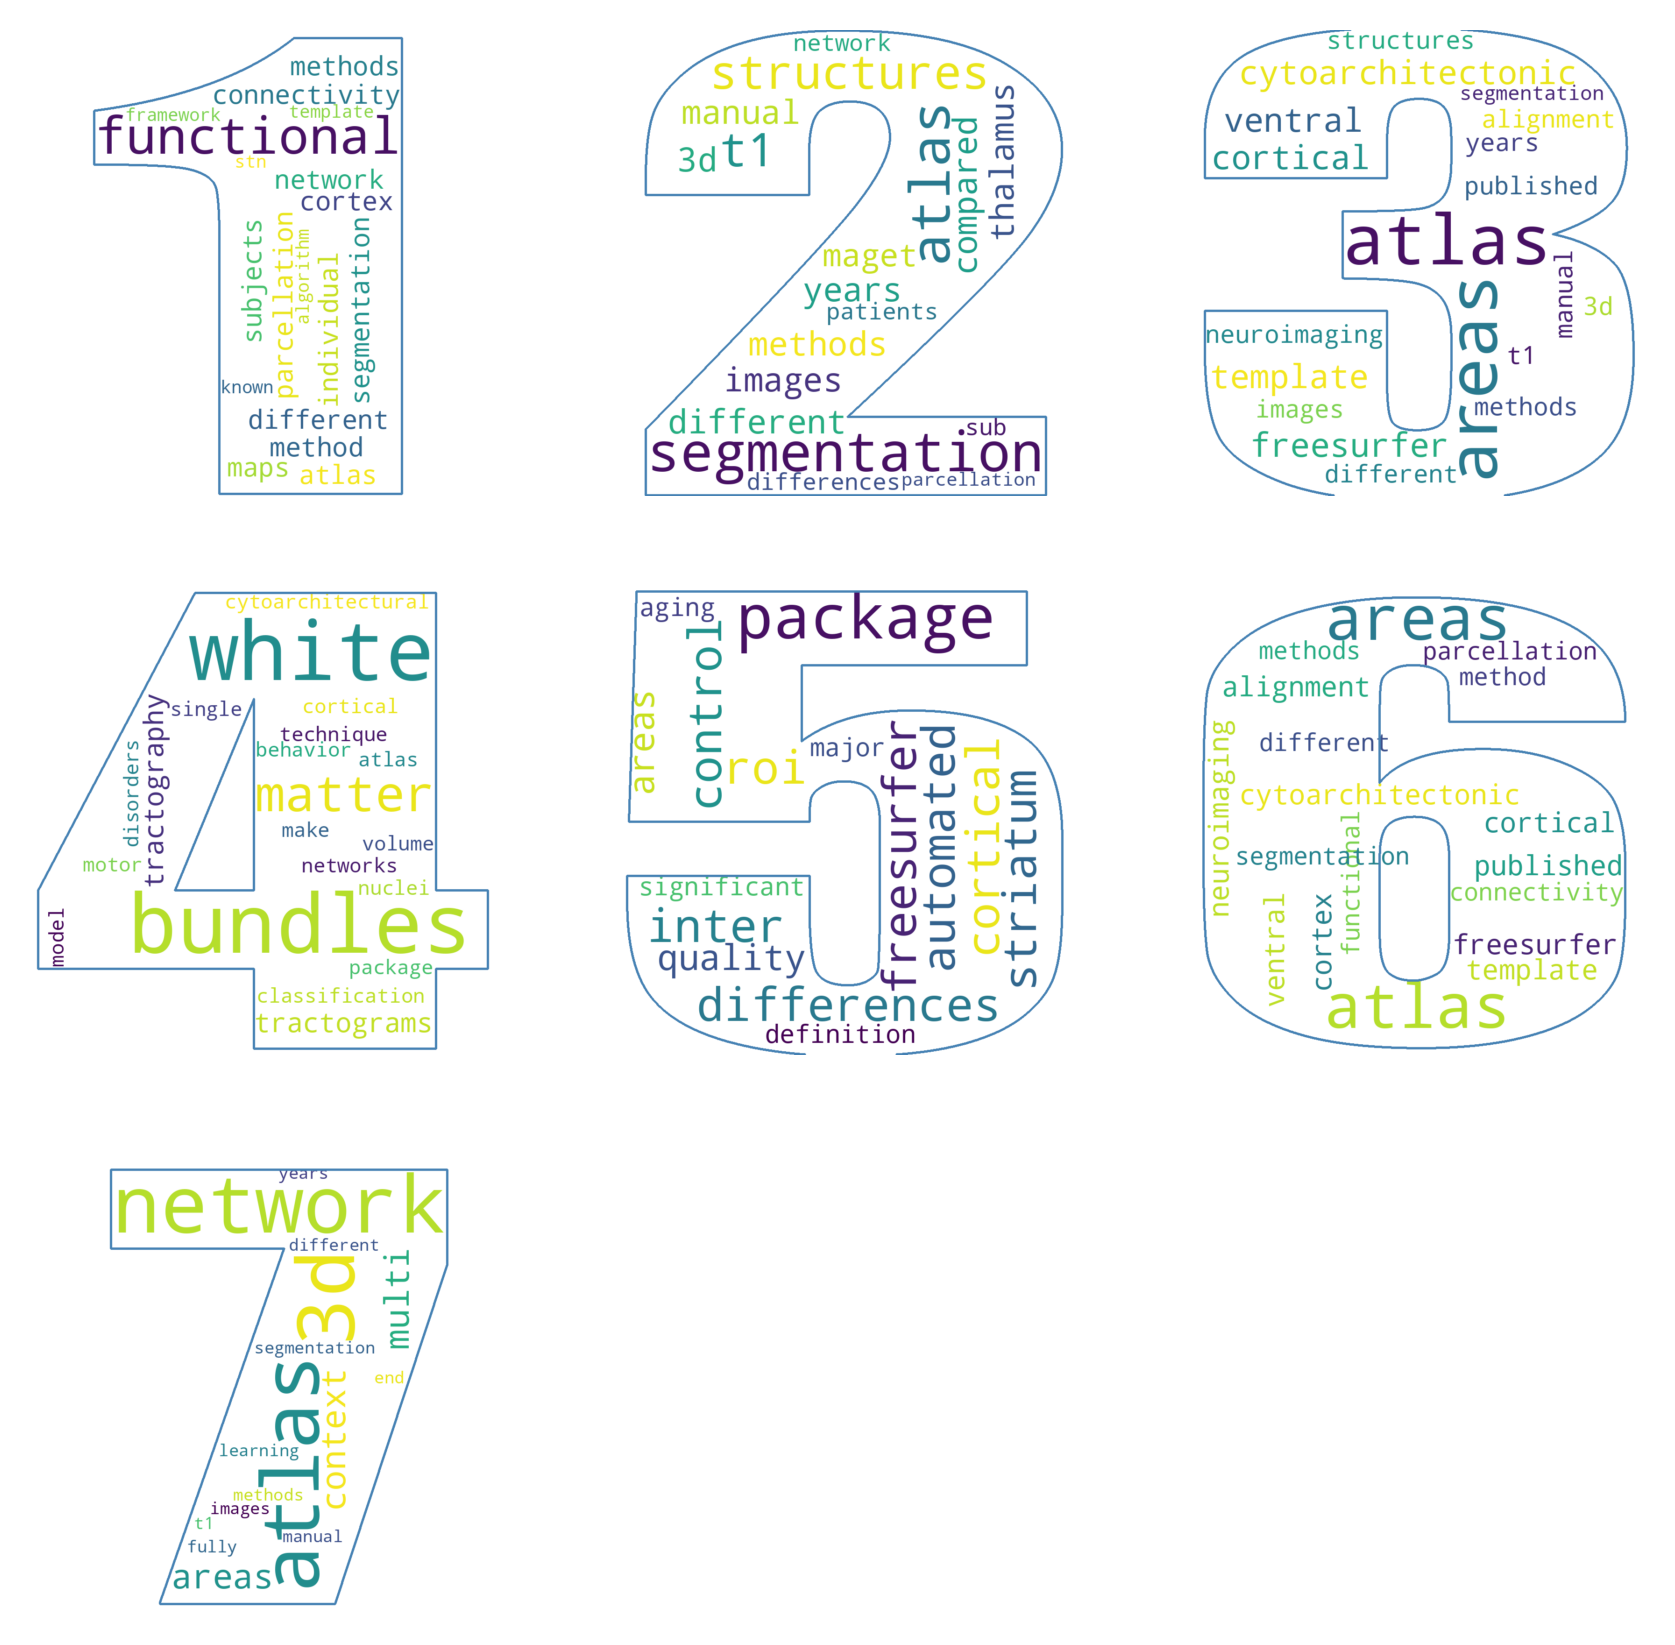 methods
connectivity
framework
template
functional
stn
network
cortex
subjects
parcellation
algorithm
individual
segmentation
known
different
method
maps
atlas
network
structures
manual
3d
t1
atlas
compared
thalamus
maget
years
patients
methods
images
different
sub
segmentation
differences
parcellation
structures
cytoarchitectonic
segmentation
ventral
alignment
cortical
years
published
atlas
areas
manual
3d
neuroimaging
t1
template
images
methods
freesurfer
different
cytoarchitectural
white
tractography
single
cortical
technique
behavior
atlas
disorders
matter
make
volume
motor
networks
nuclei
bundles
model
package
classification
tractograms
aging
package
control
areas
roi
major
freesurfer
automated
cortical
striatum
significant
inter
quality
differences
definition
areas
methods
parcellation
alignment
method
neuroimaging
different
cytoarchitectonic
functional
cortical
segmentation
published
connectivity
ventral
cortex
freesurfer
template
atlas
years
network
different
3d
multi
segmentation
atlas
context
end
learning
methods
images
t1
manual
fully
areas